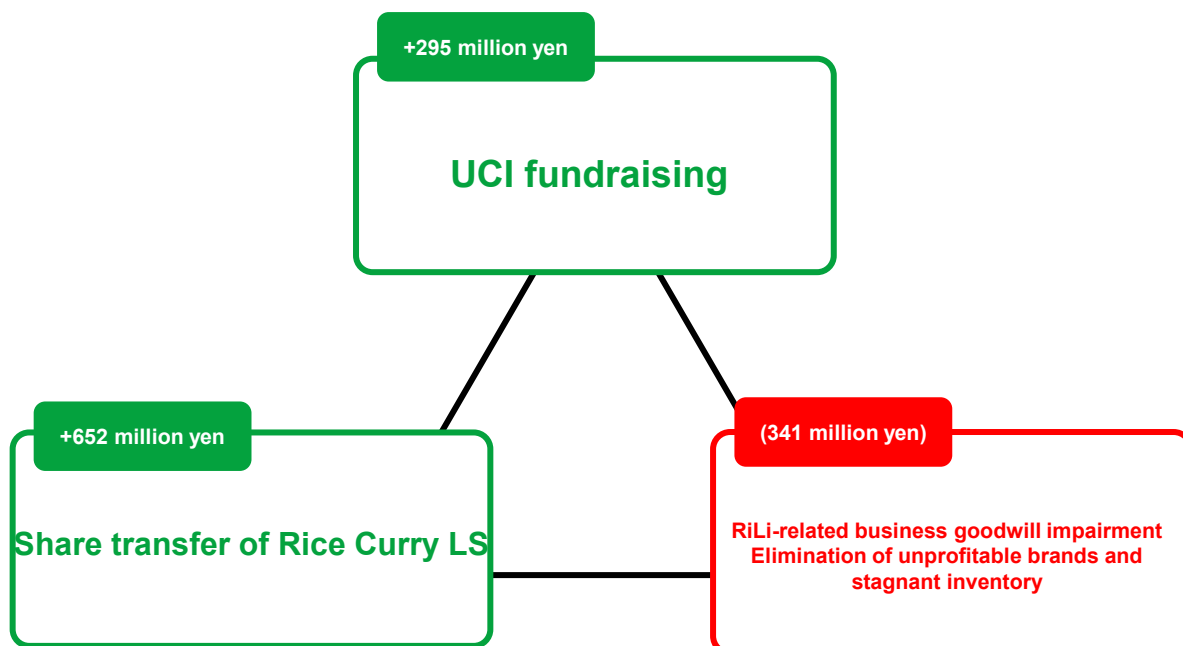 +295 million yen
UCI fundraising
+652 million yen
Share transfer of Rice Curry LS
(341 million yen)
RiLi-related business goodwill impairment
Elimination of unprofitable brands and
stagnant inventory